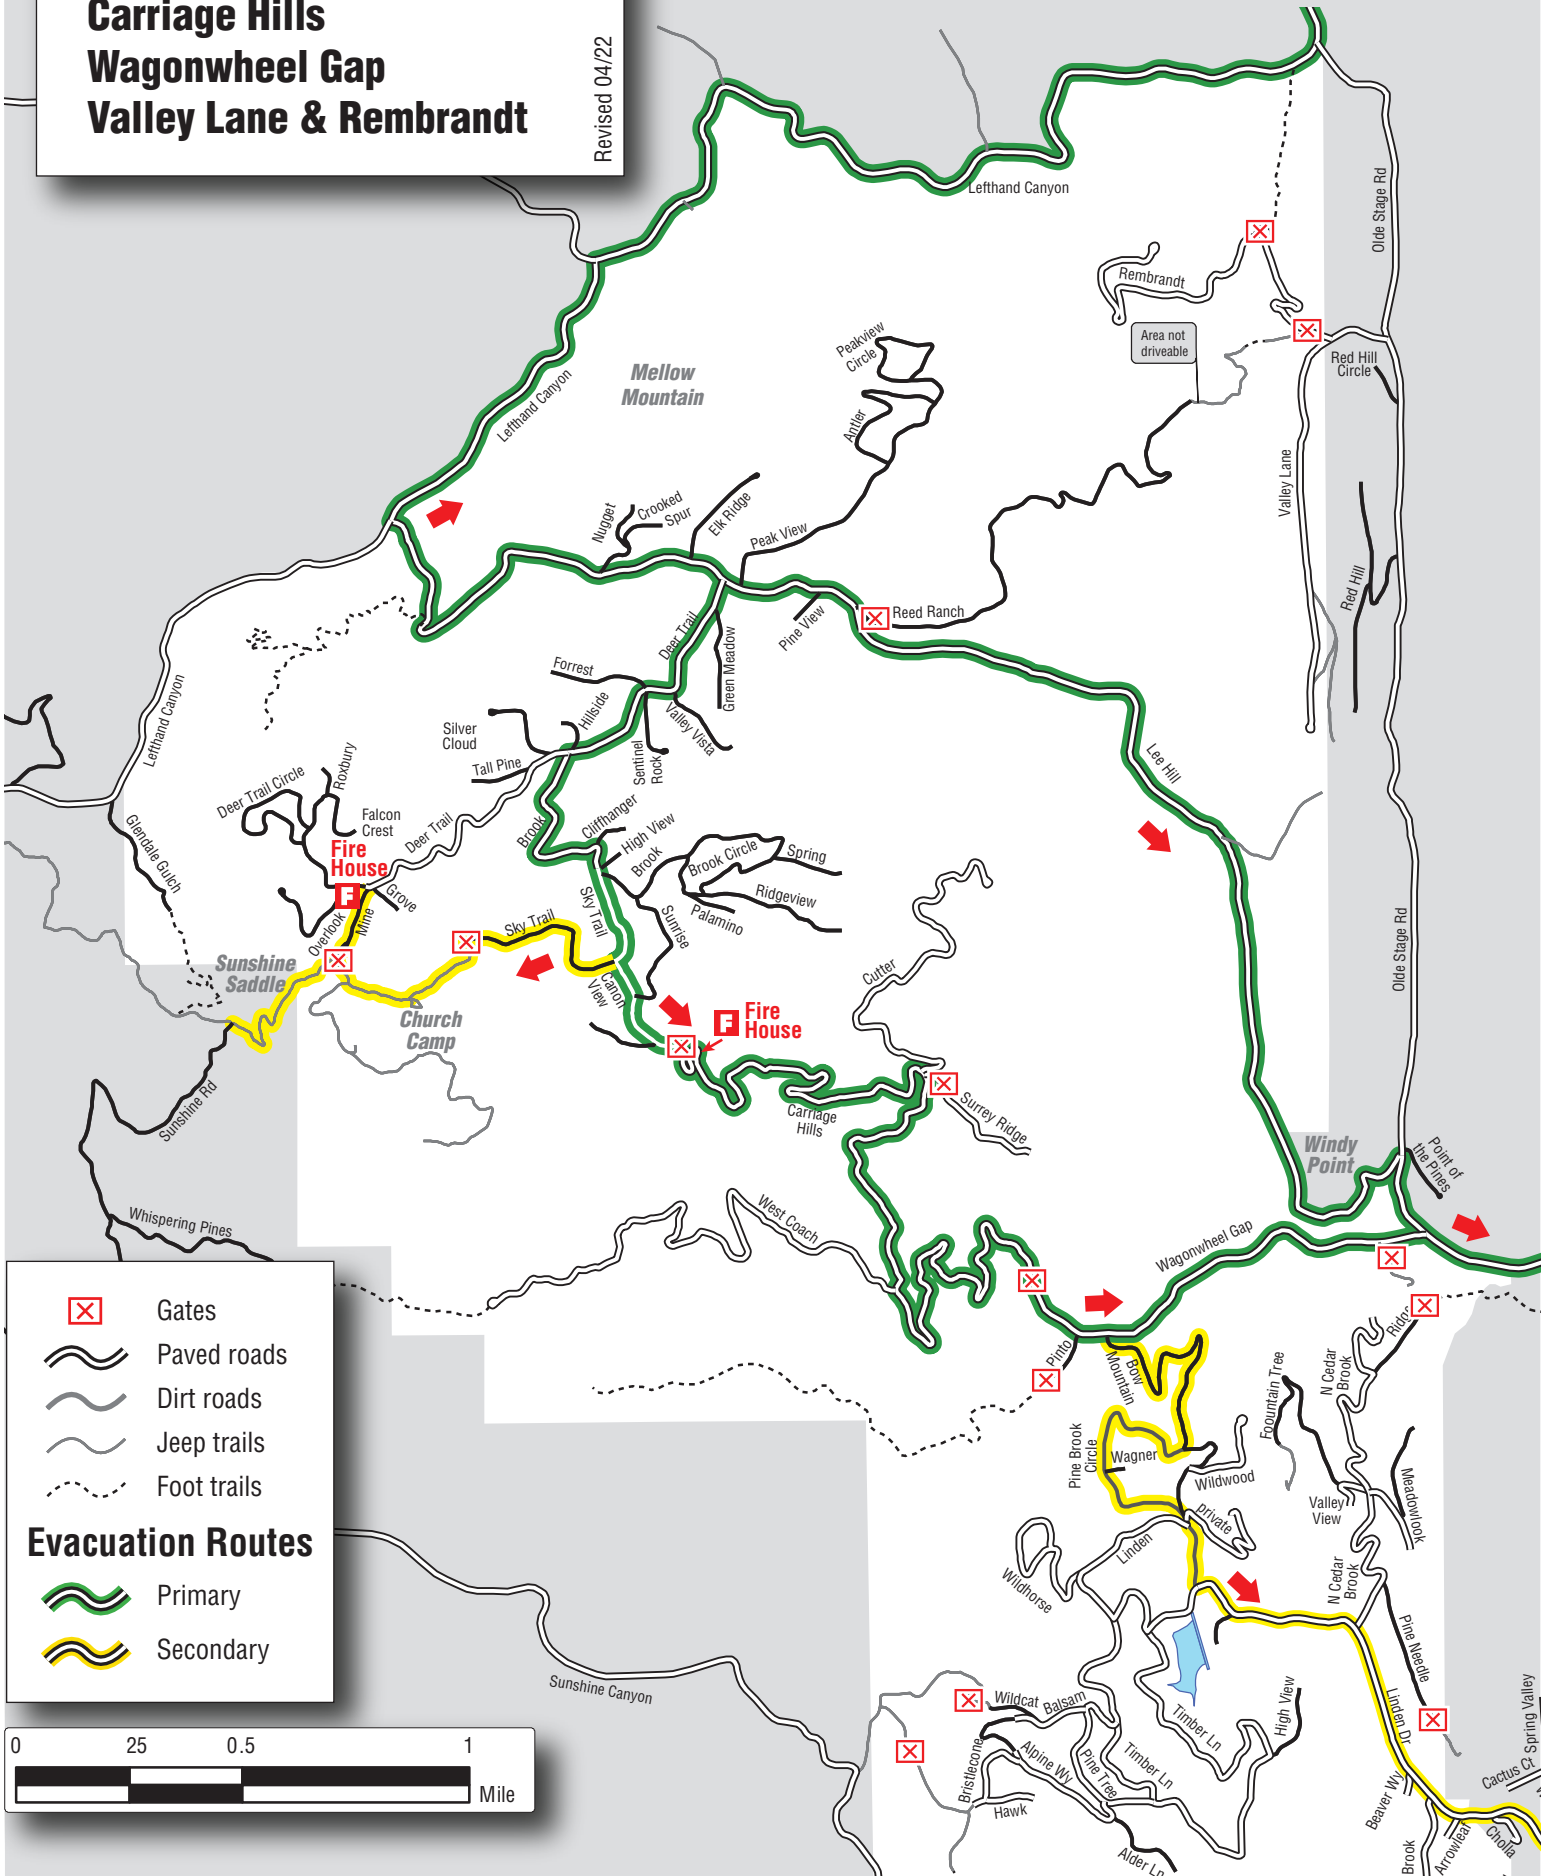 Carriage Hills
Wagonwheel Gap
Valley Lane & Rembrandt
Revised 04/22
Lefthand Canyon
Olde Stage Rd
Rembrandt
Area not
driveable
Red Hill
Circle
Peakview
Circle
Mellow
Mountain
Lefthand Canyon
Antler
Valley Lane
Nugget
Crooked
Spur
Elk Ridge
Peak View
Red Hill
Pine View
Reed Ranch
Deer Trail
Green Meadow
Forrest
Hillside
Valley Vista
Silver
Cloud
Tall Pine
Sentinel
Rock
Lee Hill
Lefthand Canyon
Roxbury
Deer Trail Circle
Falcon
Crest
Deer Trail
Glendale Gulch
Brook
Cliffhanger
High View
Brook
Brook Circle
Spring
Ridgeview
Palamino
Fire
House
F
Grove
Overlook
Mine
Sky Trail
Sky Trail
Sunrise
Olde Stage Rd
Sunshine
Saddle
Canon
View
Cutter
Church
Camp
F
Fire
House
Sunshine Rd
Carriage
Hills
Surrey Ridge
Windy
Point
Point of
the Pines
Whispering Pines
West Coach
Wagonwheel Gap
Gates
Paved roads
Dirt roads
Jeep trails
Foot trails
Evacuation Routes
Primary
Secondary
Pinto
Bow
Mountain
Ridge
N Cedar
Brook
Foountain Tree
Pine Brook
Circle
Wagner
Wildwood
Valley
View
Meadowlook
private
Linden
Wildhorse
N Cedar
Brook
Pine Needle
Sunshine Canyon
Wildcat
Balsam
Timber Ln
High View
Linden Dr
Spring Valley
Bristlecone
Alpine Wy
Pine Tree
Timber Ln
Hawk
Alder Ln
Beaver Wy
Cactus Ct
Brook
Arrowleaf
Cholla
0 25 0.5 1
Mile